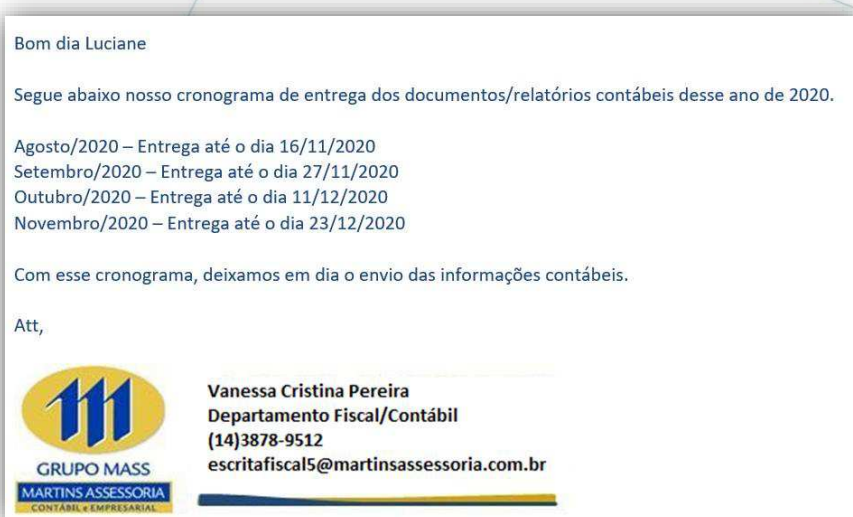 Bom dia Luciane
Segue abaixo nosso cronograma de entrega dos documentos/relatórios contábeis desse ano de 2020.
Agosto/2020 – Entrega até o dia 16/11/2020
Setembro/2020 – Entrega até o dia 27/11/2020
Outubro/2020 – Entrega até o dia 11/12/2020
Novembro/2020 – Entrega até o dia 23/12/2020
Com esse cronograma, deixamos em dia o envio das informações contábeis.
Att,
Vanessa Cristina Pereira
Departamento Fiscal/Contábil
(14)3878-9512
escritafiscal5@martinsassessoria.com.br
GRUPO MASS
MARTINS ASSESSORIA
CONTÁBIL e EMPRESARIAL